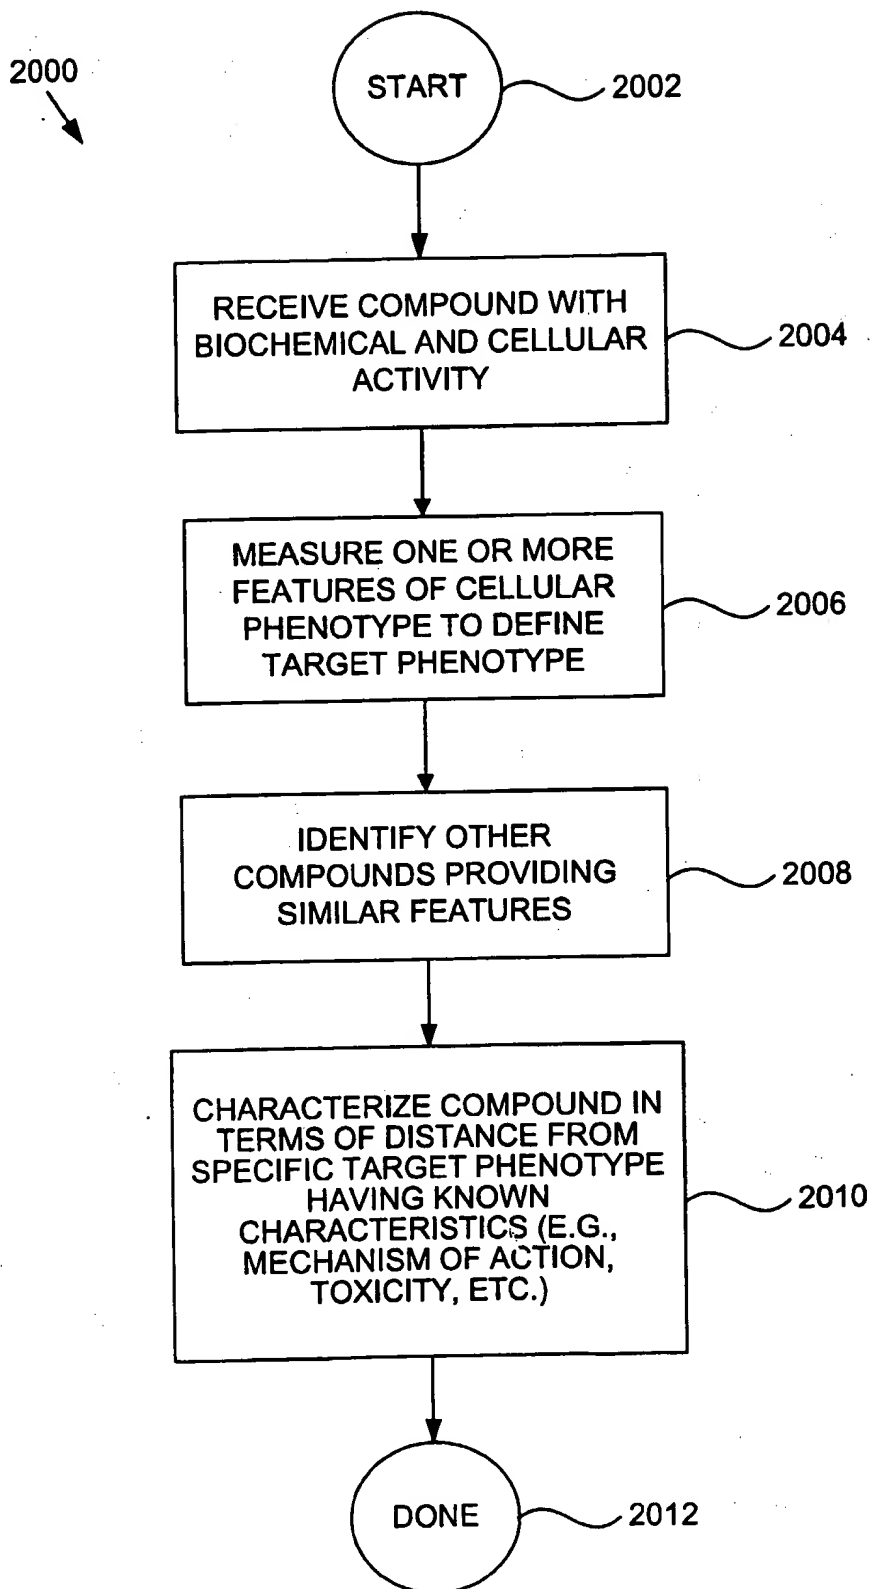 2000
START
2002
RECEIVE COMPOUND WITH
BIOCHEMICAL AND CELLULAR
ACTIVITY
2004
MEASURE ONE OR MORE
FEATURES OF CELLULAR
PHENOTYPE TO DEFINE
TARGET PHENOTYPE
2006
IDENTIFY OTHER
COMPOUNDS PROVIDING
SIMILAR FEATURES
2008
CHARACTERIZE COMPOUND IN
TERMS OF DISTANCE FROM
SPECIFIC TARGET PHENOTYPE
HAVING KNOWN
CHARACTERISTICS (E.G.,
MECHANISM OF ACTION,
TOXICITY, ETC.)
2010
DONE
2012